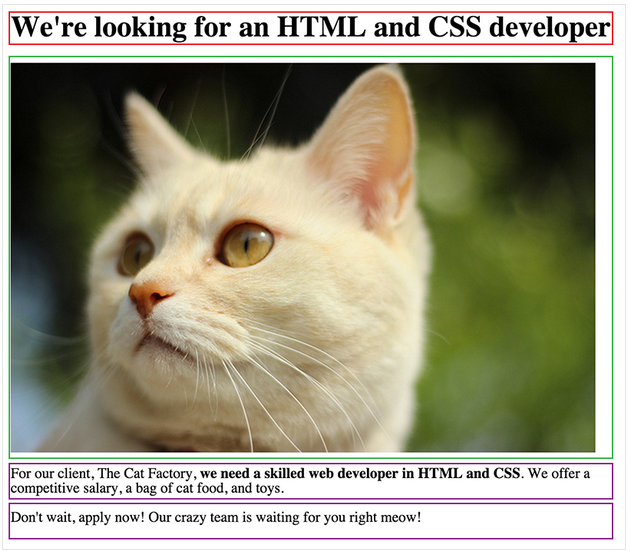 We're looking for an HTML and CSS developer
For our client, The Cat Factory, we need a skilled web developer in HTML and CSS. We offer a
competitive salary, a bag of cat food, and toys.
Don't wait, apply now! Our crazy team is waiting for you right meow!